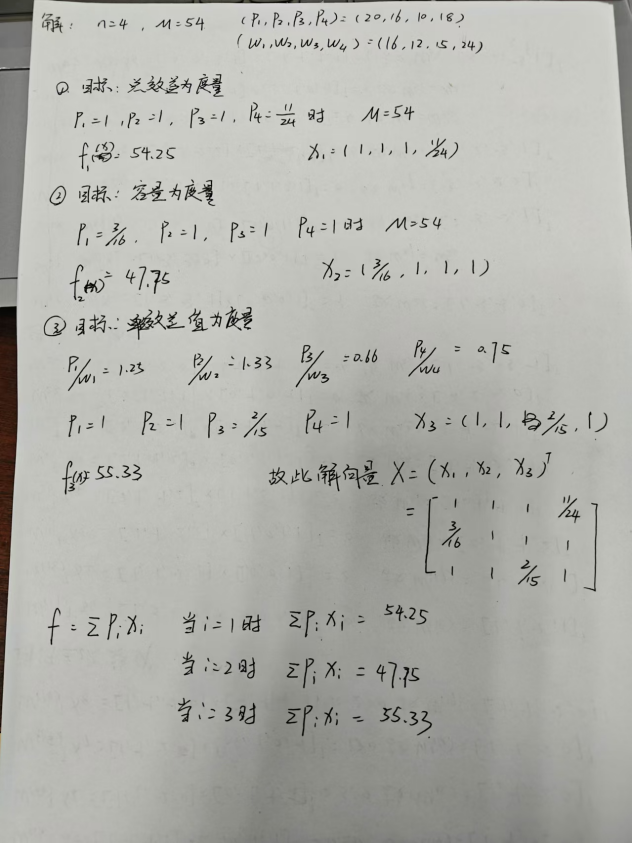 解: n=4, M=54 (P₁,P₂,P₃,P₄)=(20,16,10,18)
(W₁,W₂,W₃,W₄)=(16,12,15,24)
① 目标: 总效益为度量
P₁=1, P₂=1, P₃=1, P₄=11/24 时 M=54
f₁(x)= 54.25 X₁=(1,1,1,11/24)
② 目标: 容量为度量
P₁=3/16, P₂=1, P₃=1 P₄=1时 M=54
f₂(x)= 47.75 X₂=(3/16,1,1,1)
③ 目标: 效益值为度量
P₁/W₁=1.25 P/W₂=1.33 P₃/W₃=0.66 P₄/W₄=0.75
P₁=1 P₂=1 P₃=2/15 P₄=1 X₃=(1,1,2/15,1)
f₃(x)=55.33 故此解向量 X=(X₁,X₂,X₃)ᵀ
= [1 1 1 11/24
3/16 1 1 1
1 1 2/15 1]
f=ΣPᵢXᵢ 当i=1时 ΣPᵢXᵢ=54.25
当i=2时 ΣPᵢXᵢ=47.75
当i=3时 ΣPᵢXᵢ=55.33